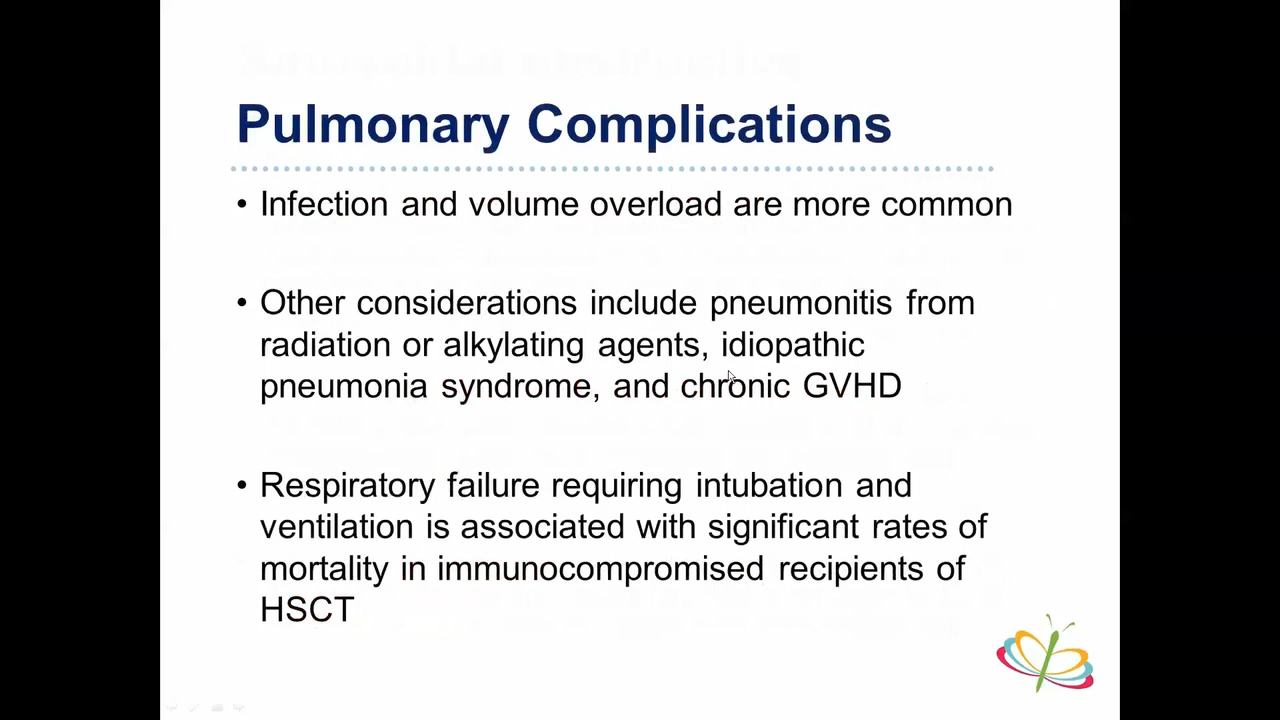 Pulmonary Complications
• Infection and volume overload are more common
• Other considerations include pneumonitis from
radiation or alkylating agents, idiopathic
pneumonia syndrome, and chronic GVHD
• Respiratory failure requiring intubation and
ventilation is associated with significant rates of
mortality in immunocompromised recipients of
HSCT